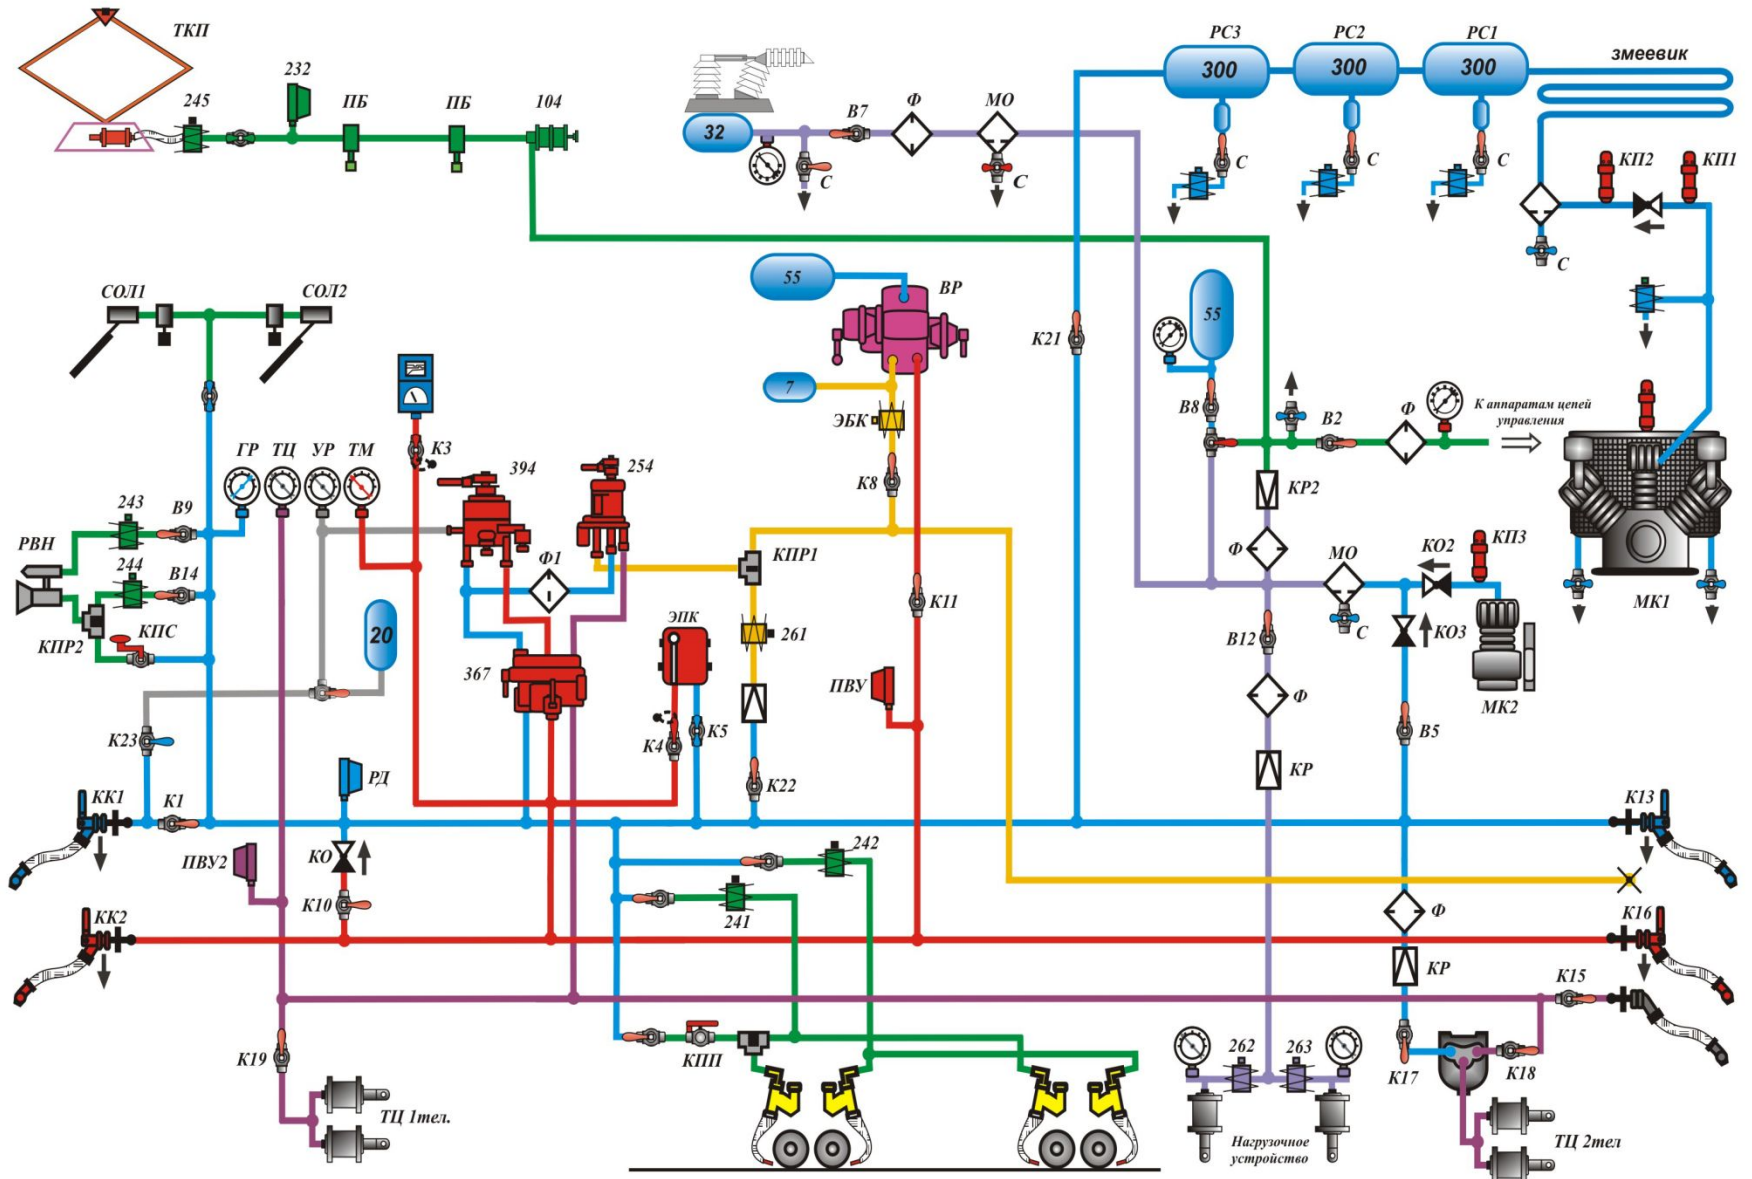 ТКП
232
245
ПБ
ПБ
104
32
В7
Ф
МО
С
С
РС3
РС2
РС1
300
300
300
змеевик
С
С
С
КП2
КП1
С
СОЛ1
СОЛ2
55
ВР
7
ЭБК
К8
К21
55
В8
В2
Ф
К аппаратам цепей
управления
КР2
К3
394
254
ГР
ТЦ
УР
ТМ
243
В9
РВН
244
В14
КПР2
КПС
20
Ф1
КПР1
К11
ЭПК
261
367
ПВУ
К4
К5
К22
Ф
МО
С
КО2
КП3
КО3
МК1
МК2
В12
Ф
В5
КР
К23
РД
КК1
К1
К13
ПВУ2
КО
К10
242
241
КК2
К16
Ф
КР
К15
К19
КПП
262
263
К17
К18
ТЦ 1тел.
Нагрузочное
устройство
ТЦ 2тел